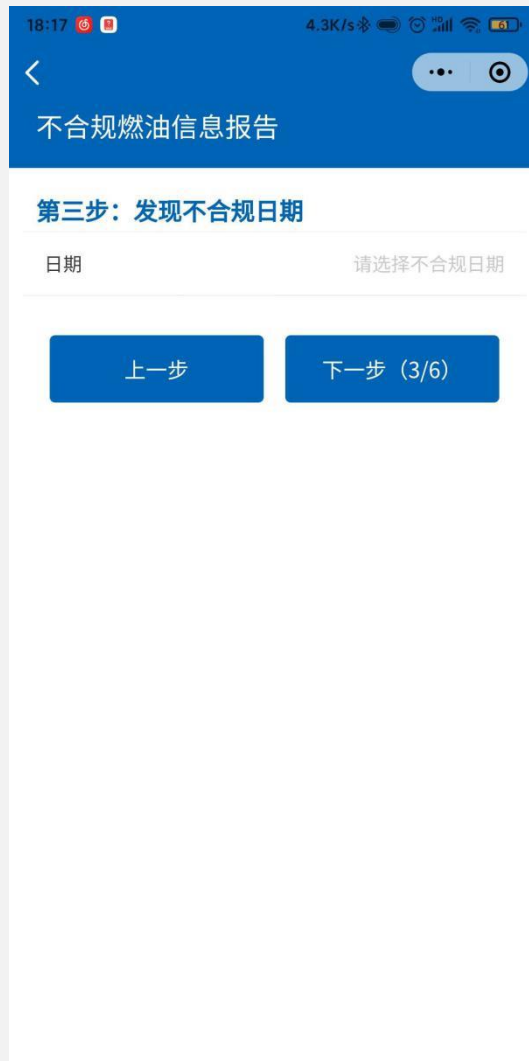 18:17 4.3K/s HD 61
不合规燃油信息报告
第三步：发现不合规日期
日期 请选择不合规日期
上一步 下一步（3/6）